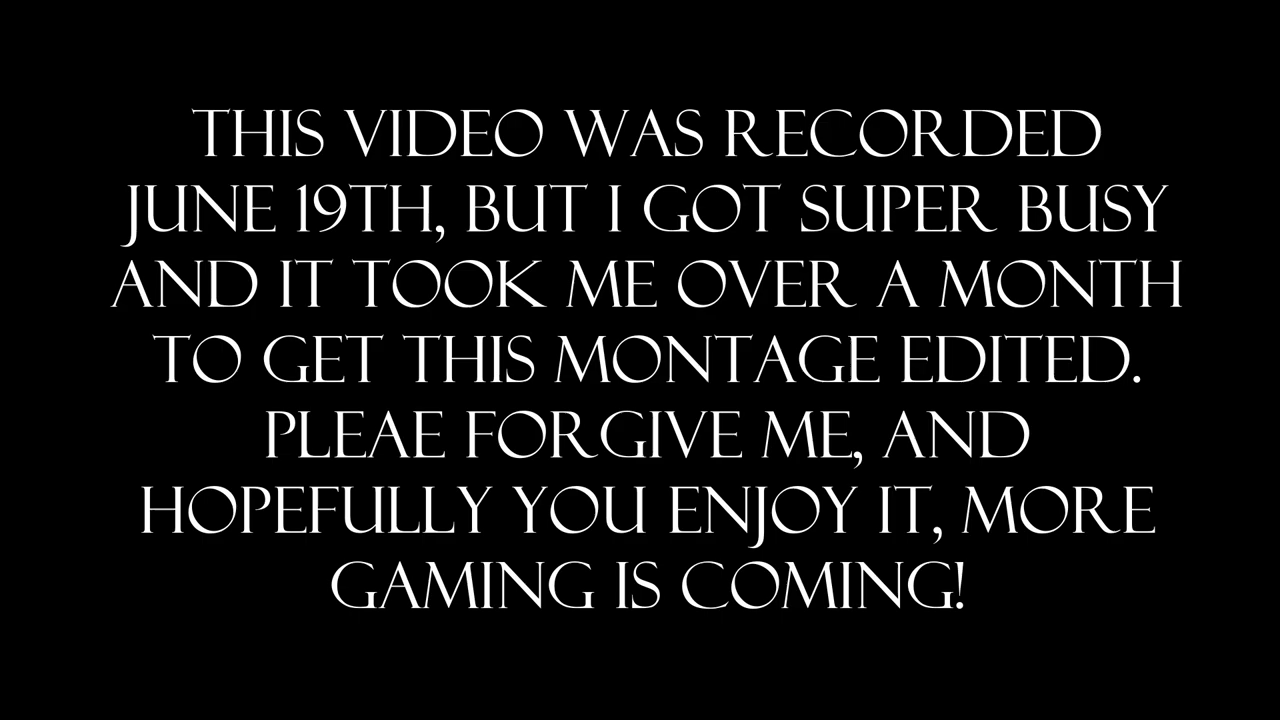 THIS VIDEO WAS RECORDED
JUNE 19TH, BUT I GOT SUPER BUSY
AND IT TOOK ME OVER A MONTH
TO GET THIS MONTAGE EDITED.
PLEAE FORGIVE ME, AND
HOPEFULLY YOU ENJOY IT, MORE
GAMING IS COMING!